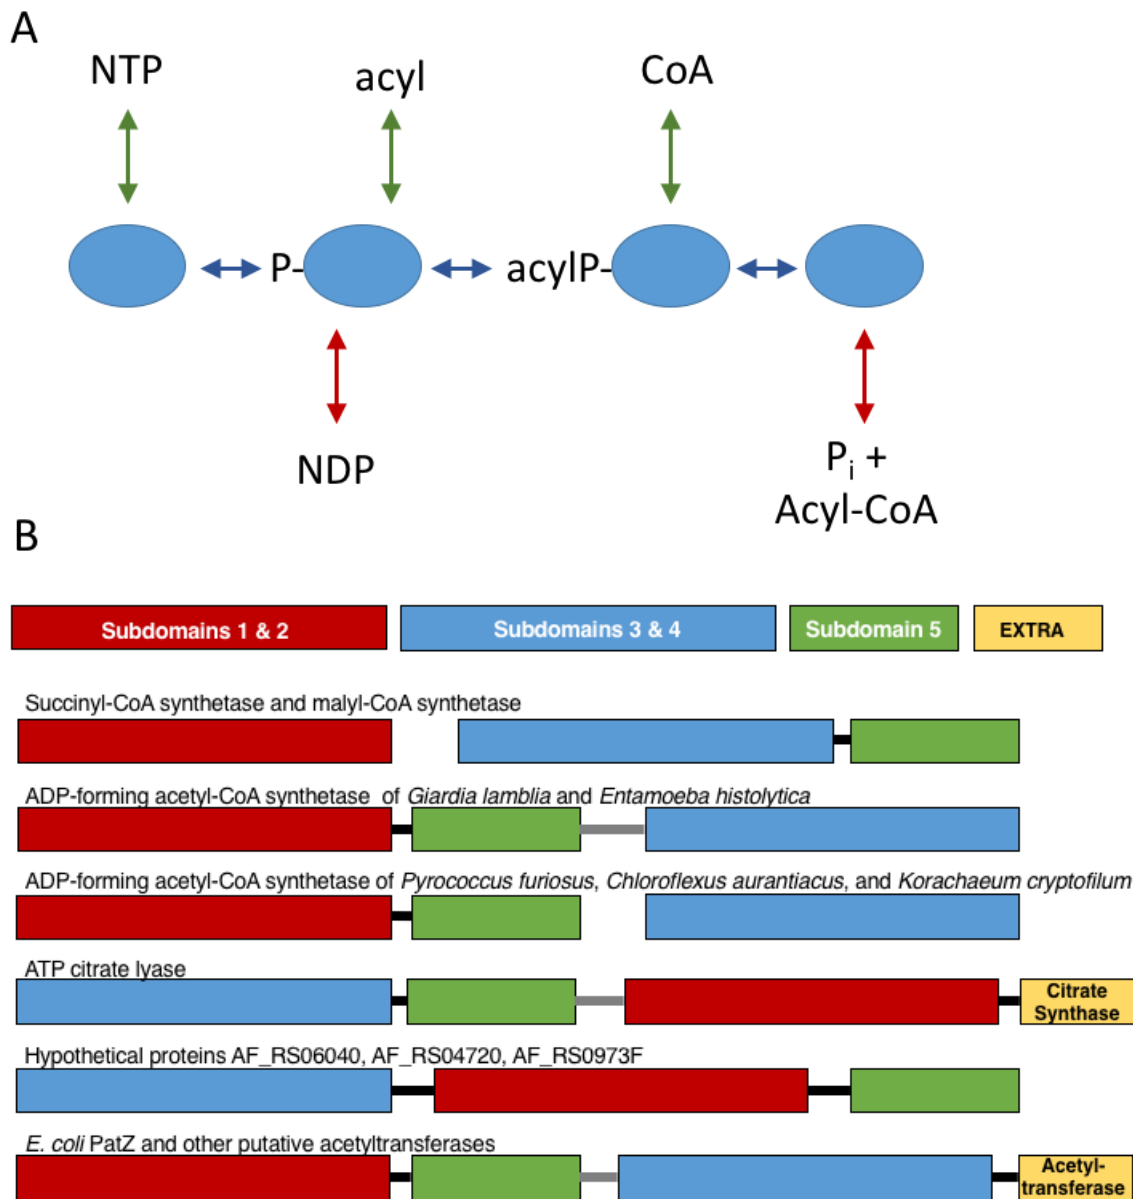 A
NTP acyl CoA
P- acylP-
NDP
Pi +
Acyl-CoA
B
Subdomains 1 & 2 Subdomains 3 & 4 Subdomain 5 EXTRA
Succinyl-CoA synthetase and malyl-CoA synthetase
ADP-forming acetyl-CoA synthetase of Giardia lamblia and Entamoeba histolytica
ADP-forming acetyl-CoA synthetase of Pyrococcus furiosus, Chloroflexus aurantiacus, and Korachaeum cryptofilum
ATP citrate lyase
Citrate
Synthase
Hypothetical proteins AF_RS06040, AF_RS04720, AF_RS0973F
E. coli PatZ and other putative acetyltransferases
Acetyl-
transferase